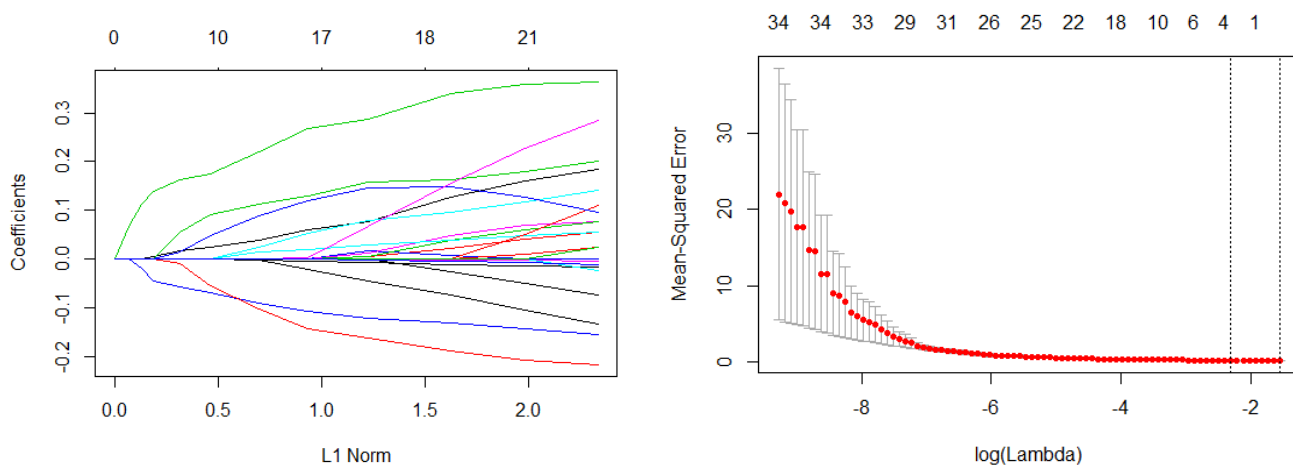 0 10 17 18 21
Coefficients
0.3
0.2
0.1
0.0
-0.1
-0.2
0.0 0.5 1.0 1.5 2.0
L1 Norm
34 34 33 29 31 26 25 22 18 10 6 4 1
Mean-Squared Error
30
20
10
0
-8 -6 -4 -2
log(Lambda)